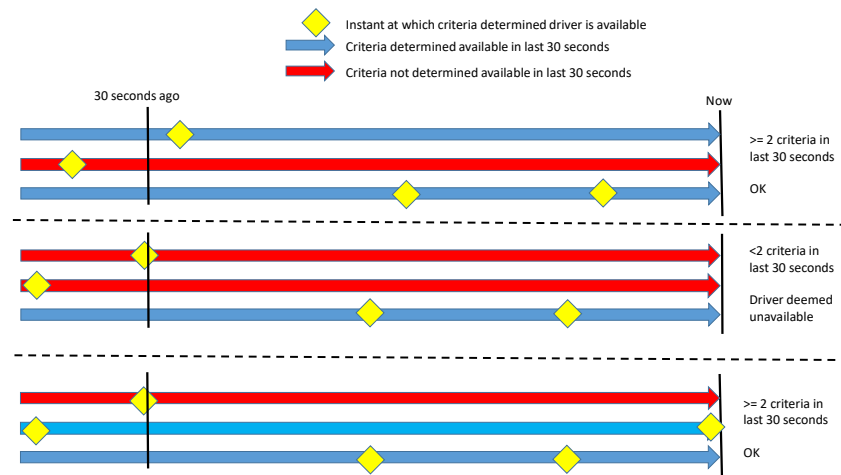 Instant at which criteria determined driver is available
Criteria determined available in last 30 seconds
Criteria not determined available in last 30 seconds
30 seconds ago
Now
>= 2 criteria in
last 30 seconds
OK
<2 criteria in
last 30 seconds
Driver deemed
unavailable
>= 2 criteria in
last 30 seconds
OK